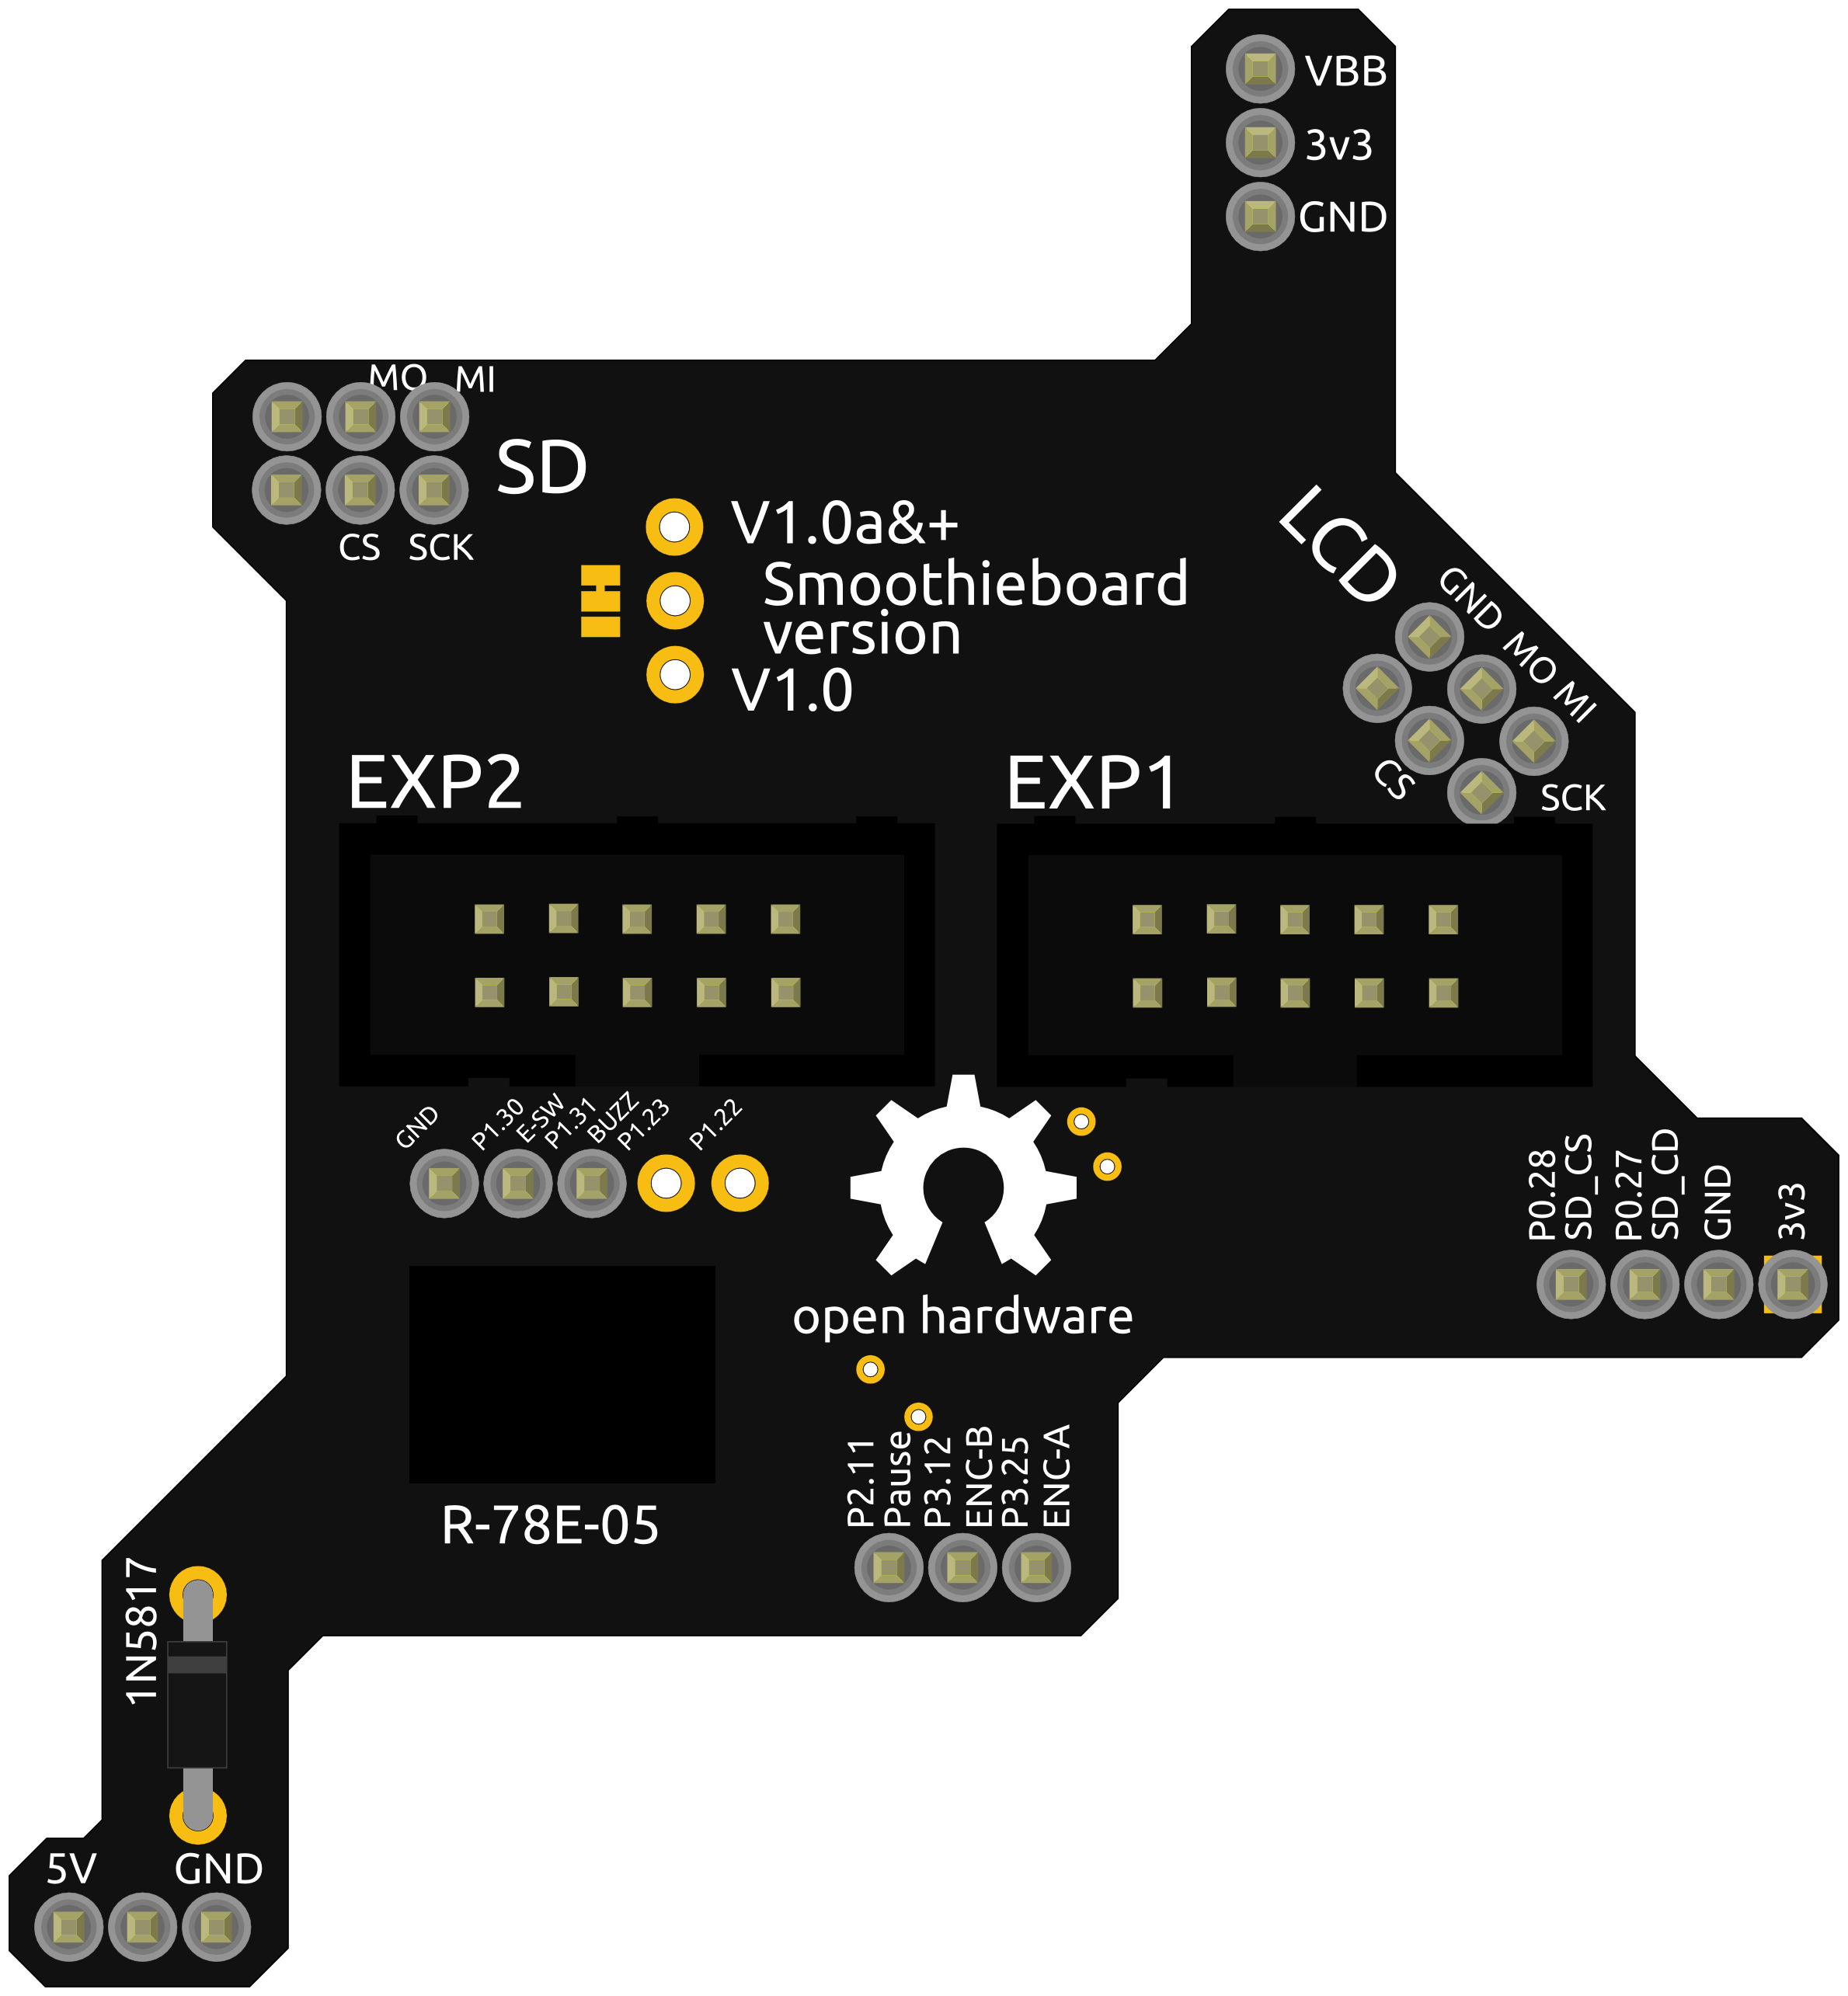 VBB
3v3
GND
MO MI
SD
CS SCK
V1.0a&+
Smoothieboard
version
V1.0
LCD
GND MO MI
CS
SCK
EXP2
EXP1
GND
P1.30
E-SW
P1.31
BUZZ
P1.23
P1.22
P0.28
SD_CS
P0.27
SD_CD
GND
3v3
open hardware
P2.11
Pause
P3.12
ENC-B
P3.25
ENC-A
R-78E-05
1N5817
5V GND